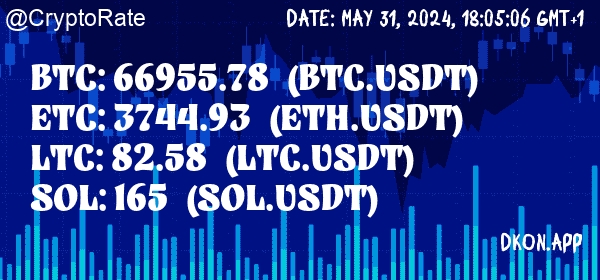 @CryptoRate
DATE: MAY 31, 2024, 18:05:06 GMT+1
BTC: 66955.78 (BTC.USDT)
ETC: 3744.93 (ETH.USDT)
LTC: 82.58 (LTC.USDT)
SOL: 165 (SOL.USDT)
DKON.APP